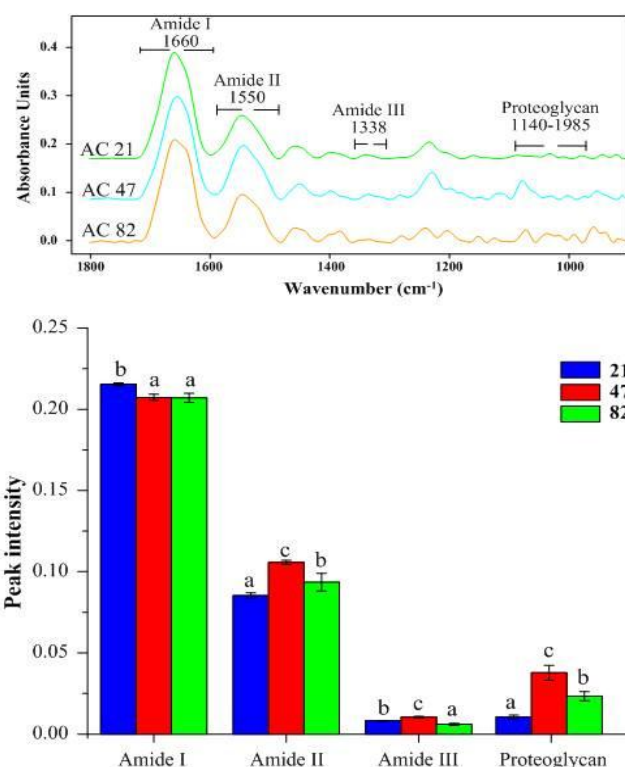 Amide I
1660
Amide II
1550
Amide III
1338
Proteoglycan
1140-1985
Absorbance Units
0.4
0.3
0.2
0.1
0.0
AC 21
AC 47
AC 82
1800 1600 1400 1200 1000
Wavenumber (cm⁻¹)
Peak intensity
0.25
0.20
0.15
0.10
0.05
0.00
b a a
a c b
b c a
a c b
21
47
82
Amide I Amide II Amide III Proteoglycan